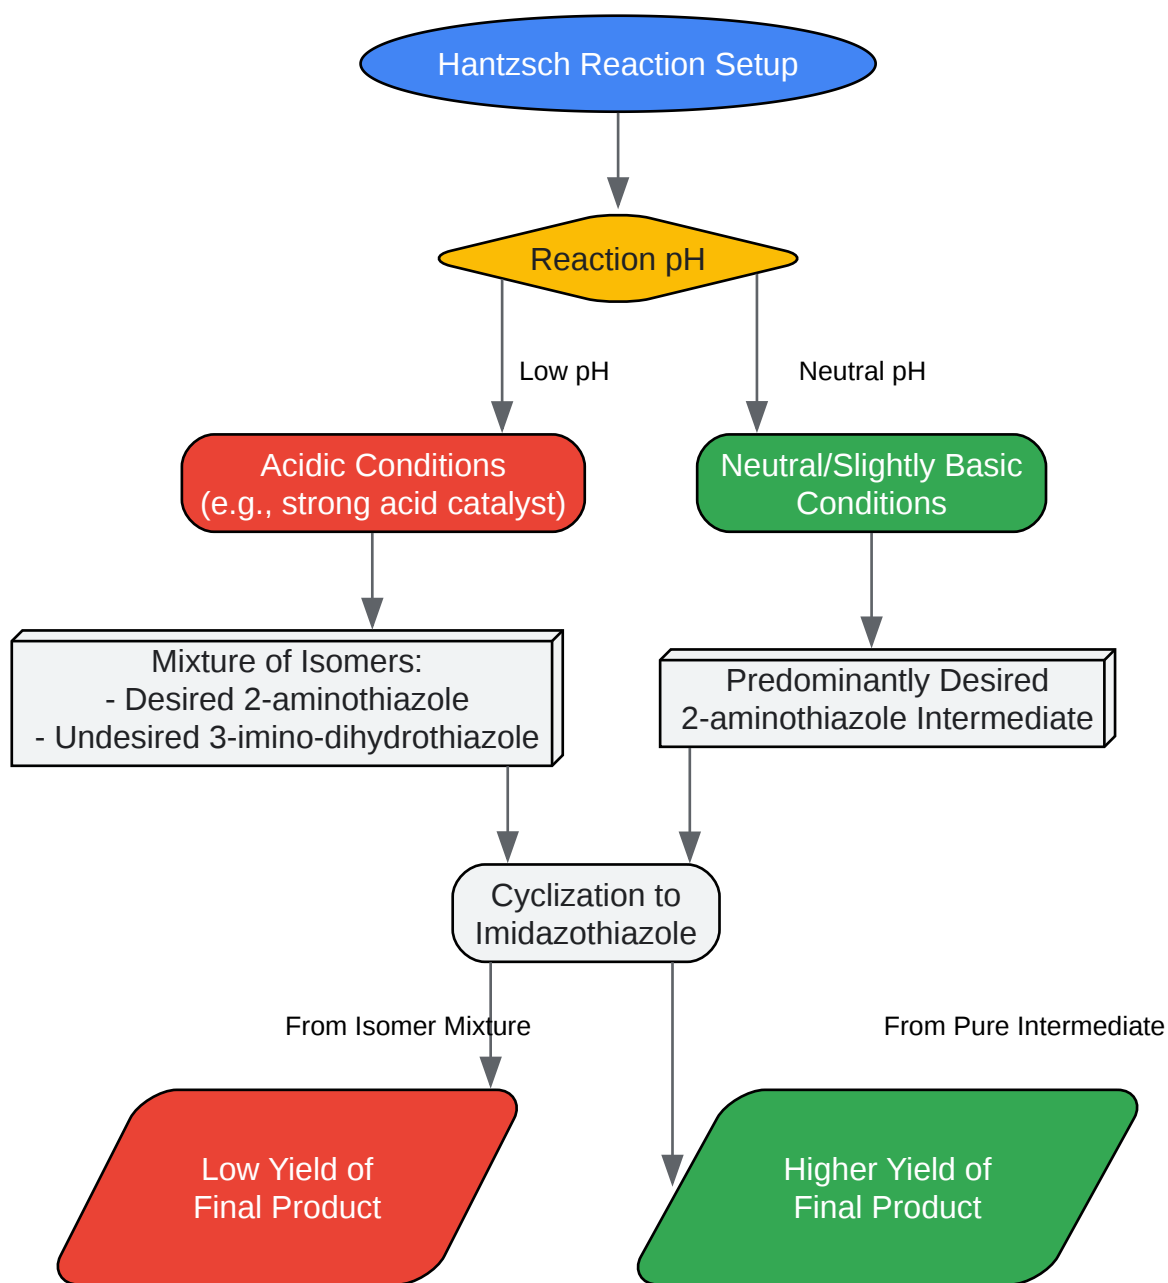 Hantzsch Reaction Setup
Reaction pH
Low pH
Neutral pH
Acidic Conditions
(e.g., strong acid catalyst)
Neutral/Slightly Basic
Conditions
Mixture of Isomers:
- Desired 2-aminothiazole
- Undesired 3-imino-dihydrothiazole
Predominantly Desired
2-aminothiazole Intermediate
Cyclization to
Imidazothiazole
From Isomer Mixture
From Pure Intermediate
Low Yield of
Final Product
Higher Yield of
Final Product